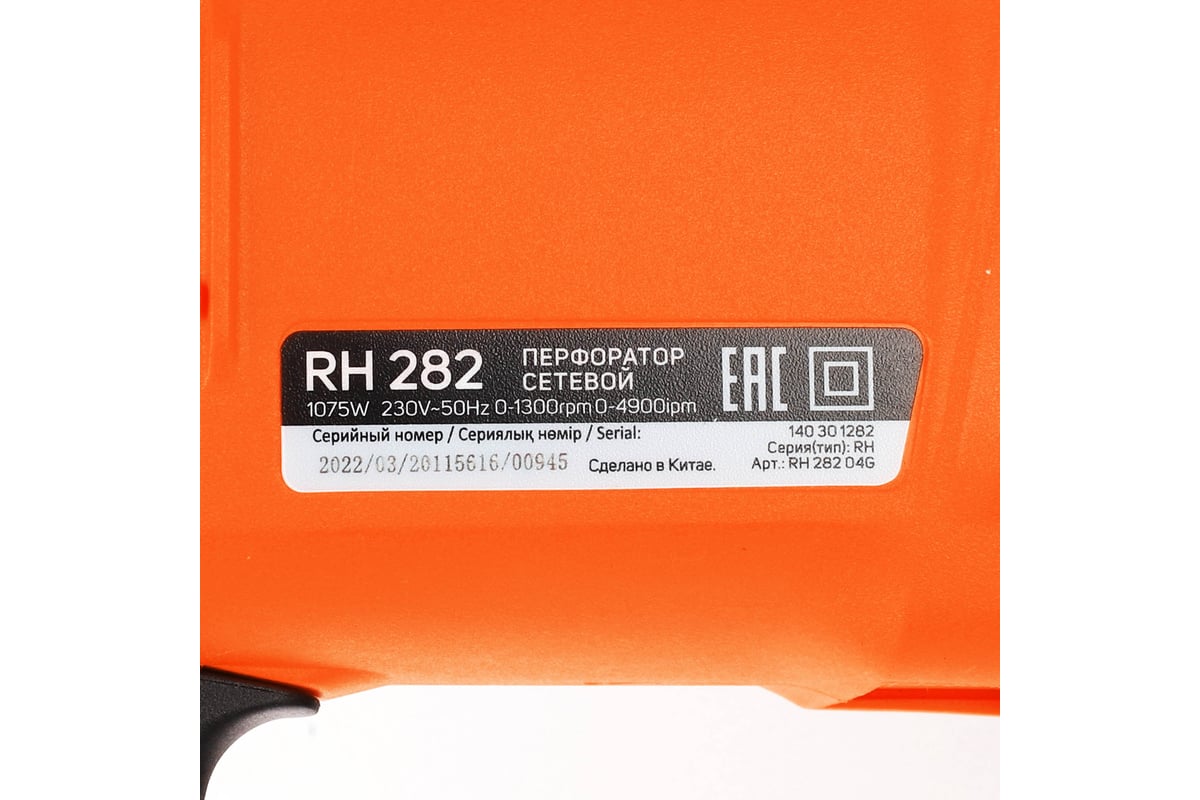 RH 282
ПЕРФОРАТОР
СЕТЕВОЙ
EAC
1075W 230V~50Hz 0-1300rpm 0-4900ipm
Серийный номер / Сериялық нөмір / Serial:
2022/03/20115616/00945
Сделано в Китае.
140 30 1282
Серия(тип): RH
Арт.: RH 282 04G